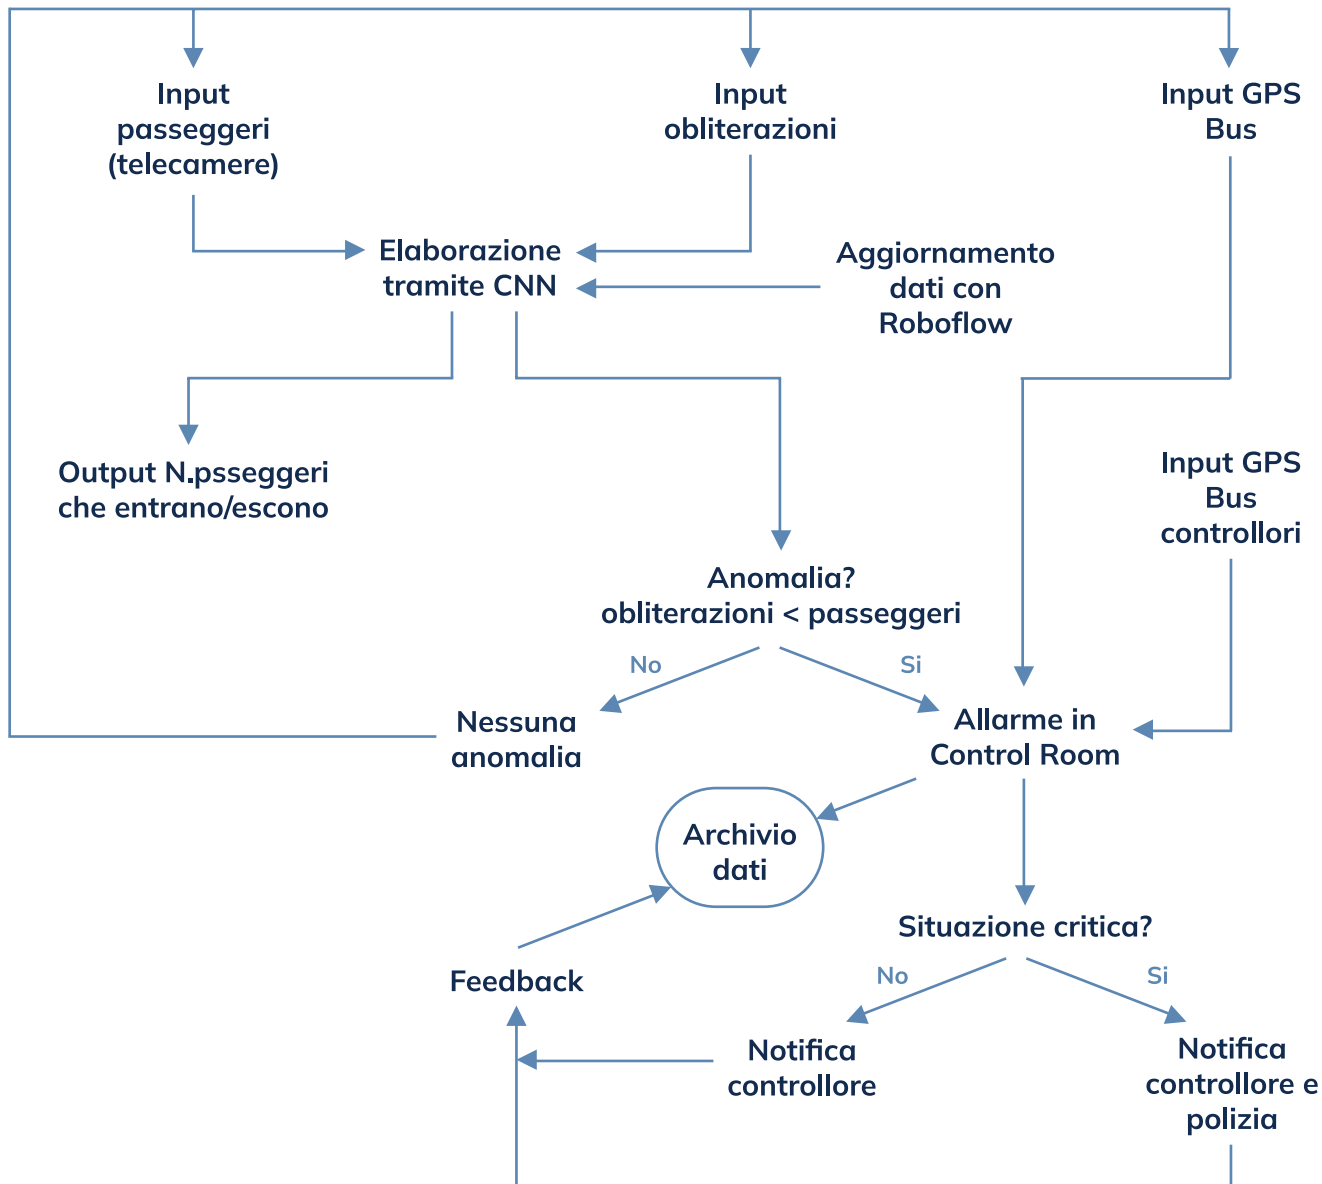 Input
passeggeri
(telecamere)
Input
obliterazioni
Input GPS
Bus
Elaborazione
tramite CNN
Aggiornamento
dati con
Roboflow
Output N.psseggeri
che entrano/escono
Input GPS
Bus
controllori
Anomalia?
obliterazioni < passeggeri
No
Si
Nessuna
anomalia
Allarme in
Control Room
Archivio
dati
Situazione critica?
No
Si
Feedback
Notifica
controllore
Notifica
controllore e
polizia